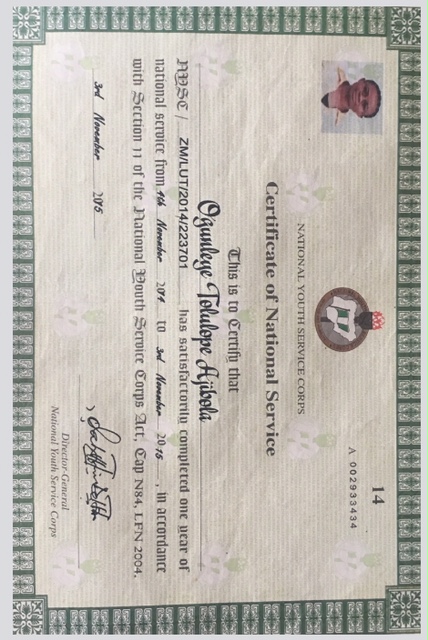 14
A 002933434
NATIONAL YOUTH SERVICE CORPS
Certificate of National Service
This is to Certify that
Ogunleye Tolulope Ajibola
NYSC/ ZM/LUT/2014/223701 has satisfactorily completed one year of
national service from 4th November 2014 to 3rd November 2015, in accordance
with Section 11 of the National Youth Service Corps Act, Cap N84, LFN 2004.
3rd November 2015
Director-General
National Youth Service Corps